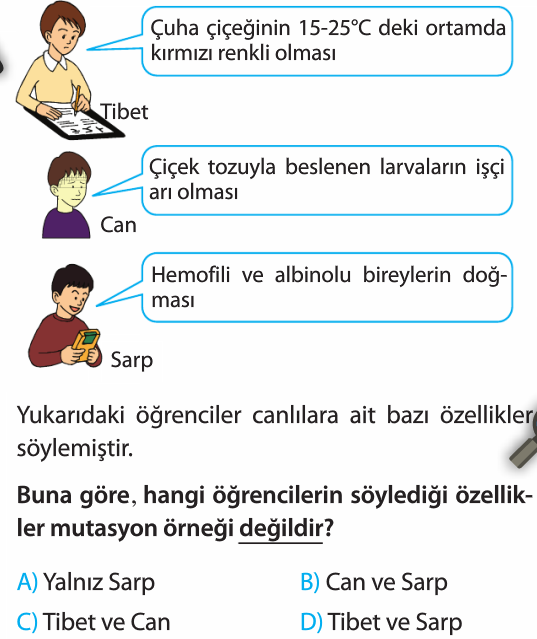 Çuha çiçeğinin 15-25°C deki ortamda
kırmızı renkli olması
Tibet
Çiçek tozuyla beslenen larvaların işçi
arı olması
Can
Hemofili ve albinolu bireylerin doğ-
ması
Sarp
Yukarıdaki öğrenciler canlılara ait bazı özellikler
söylemiştir.
Buna göre, hangi öğrencilerin söylediği özellik-
ler mutasyon örneği değildir?
A) Yalnız Sarp
B) Can ve Sarp
C) Tibet ve Can
D) Tibet ve Sarp